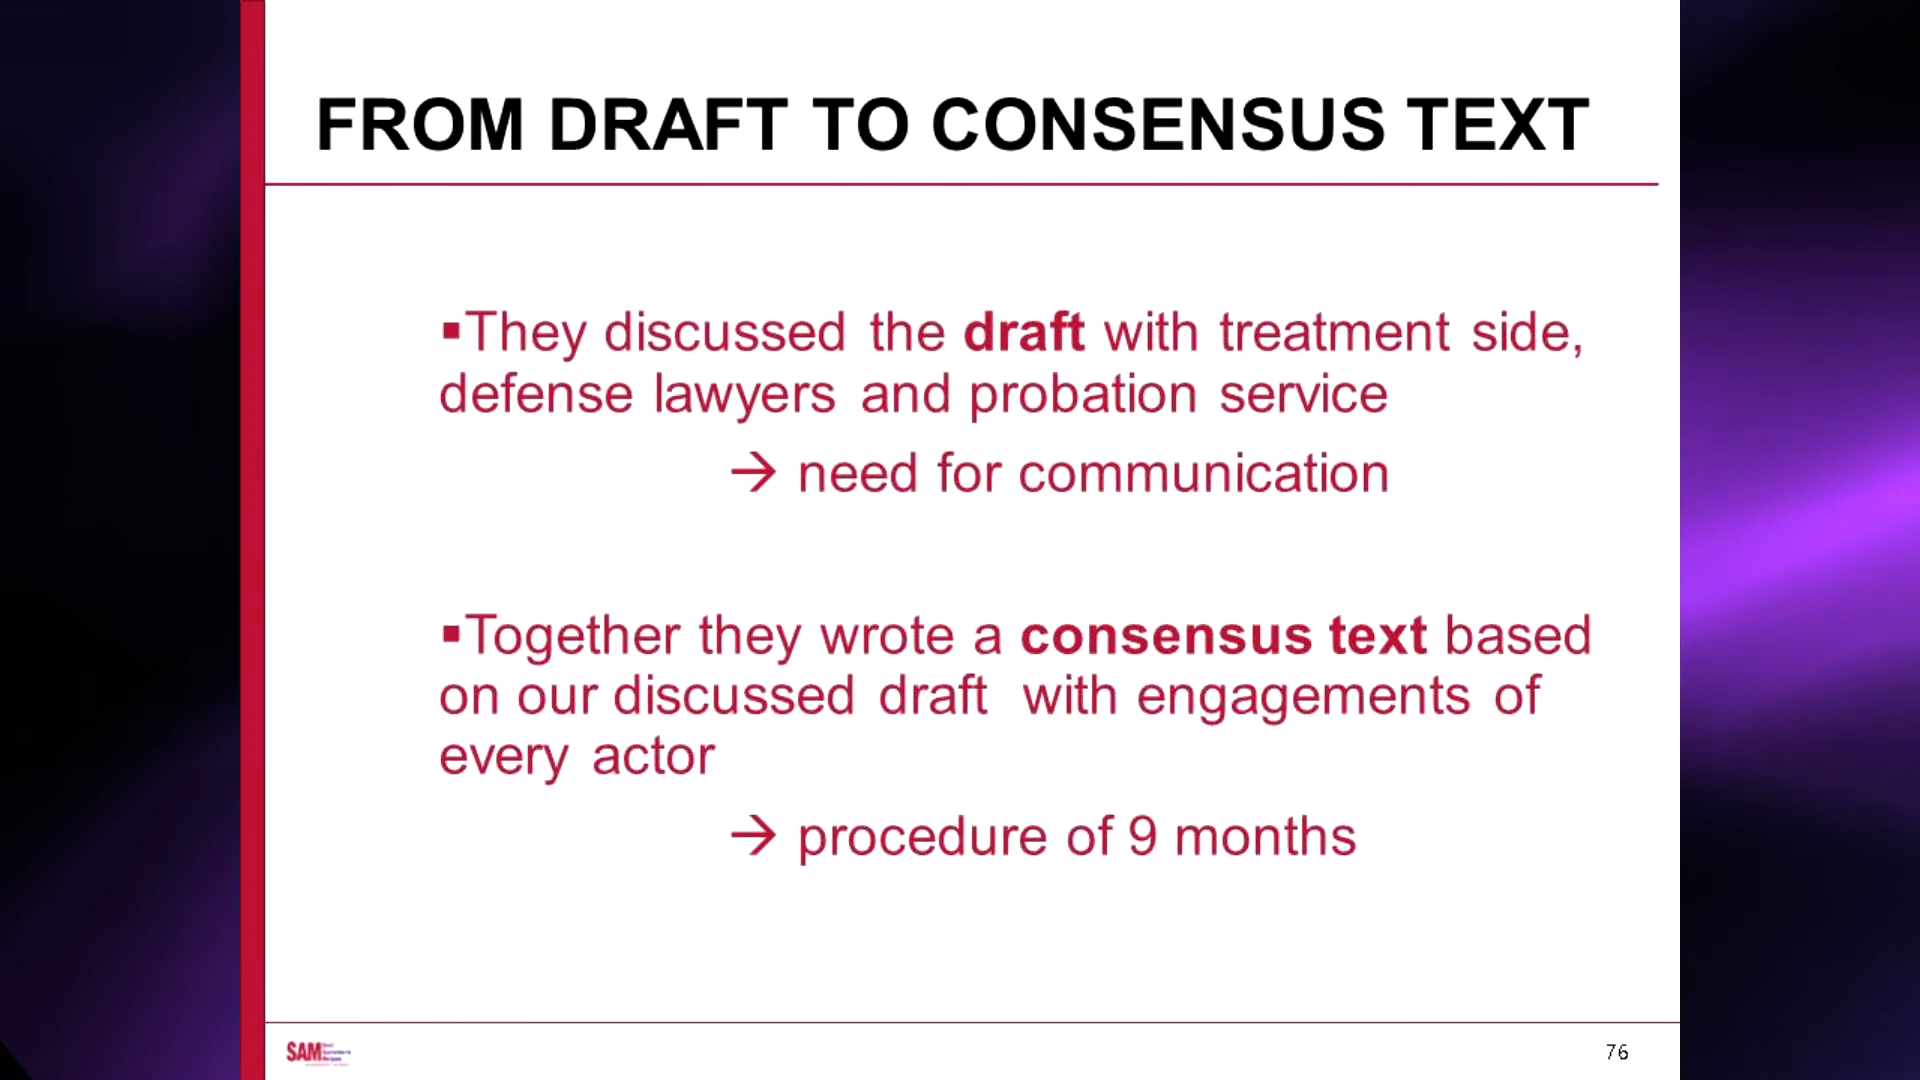 FROM DRAFT TO CONSENSUS TEXT
▪They discussed the draft with treatment side,
defense lawyers and probation service
→ need for communication
▪Together they wrote a consensus text based
on our discussed draft with engagements of
every actor
→ procedure of 9 months
SAM
76